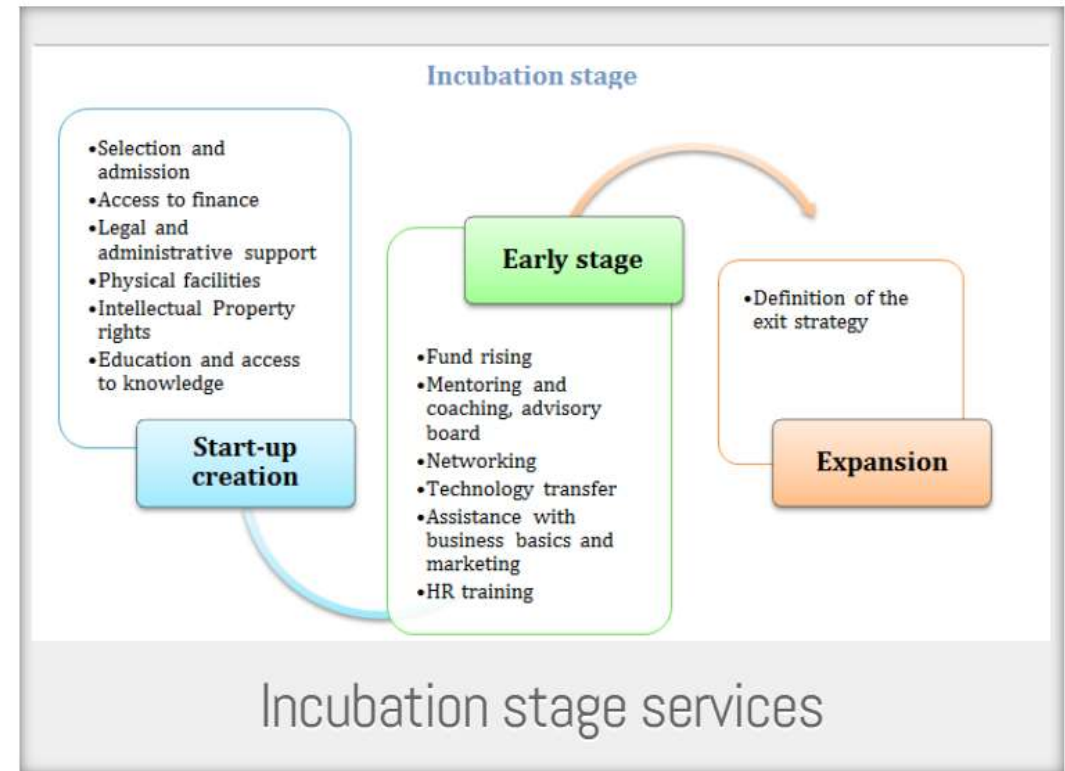 Incubation stage
•Selection and
admission
•Access to finance
•Legal and
administrative support
•Physical facilities
•Intellectual Property
rights
•Education and access
to knowledge
Start-up
creation
Early stage
•Fund rising
•Mentoring and
coaching, advisory
board
•Networking
•Technology transfer
•Assistance with
business basics and
marketing
•HR training
•Definition of the
exit strategy
Expansion
Incubation stage services